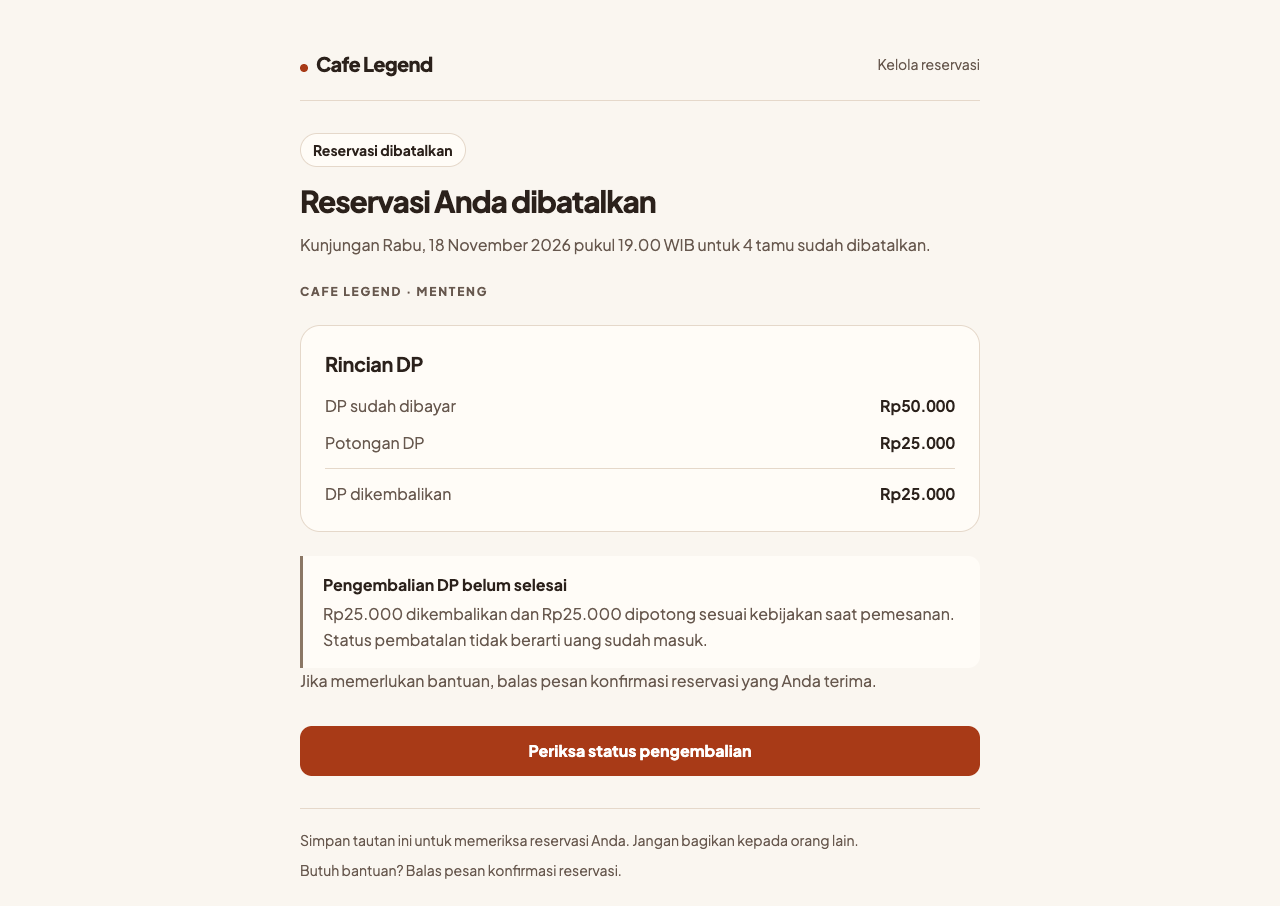 Cafe Legend
Kelola reservasi
Reservasi dibatalkan
Reservasi Anda dibatalkan
Kunjungan Rabu, 18 November 2026 pukul 19.00 WIB untuk 4 tamu sudah dibatalkan.
CAFE LEGEND · MENTENG
Rincian DP
DP sudah dibayar Rp50.000
Potongan DP Rp25.000
DP dikembalikan Rp25.000
Pengembalian DP belum selesai
Rp25.000 dikembalikan dan Rp25.000 dipotong sesuai kebijakan saat pemesanan.
Status pembatalan tidak berarti uang sudah masuk.
Jika memerlukan bantuan, balas pesan konfirmasi reservasi yang Anda terima.
Periksa status pengembalian
Simpan tautan ini untuk memeriksa reservasi Anda. Jangan bagikan kepada orang lain.
Butuh bantuan? Balas pesan konfirmasi reservasi.